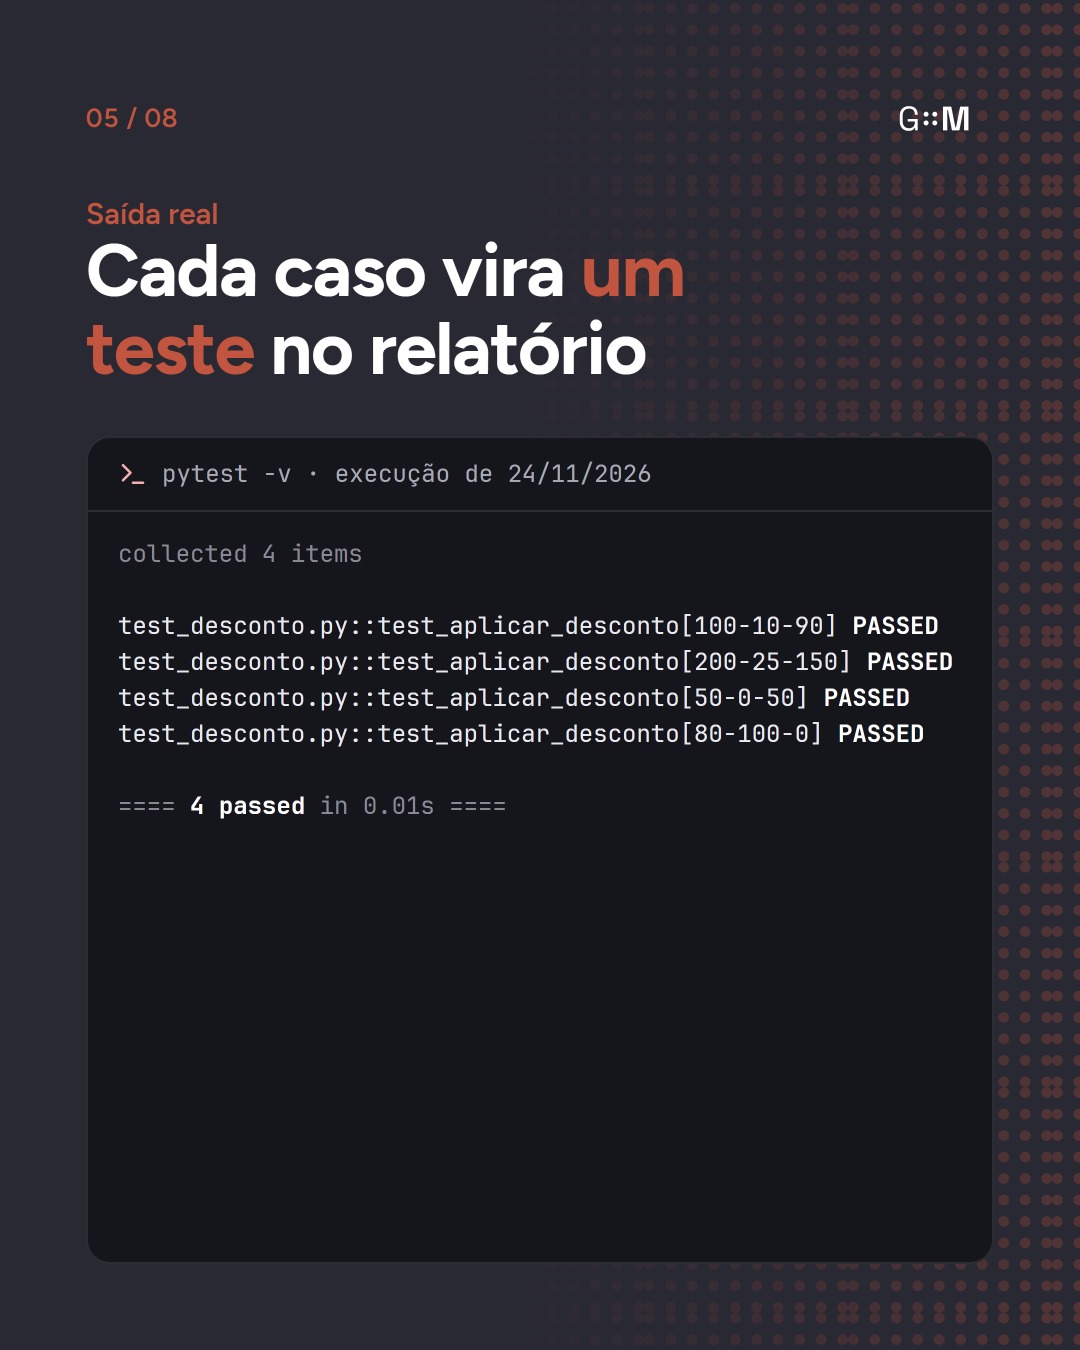 05 / 08
G::M
Saída real
Cada caso vira um
teste no relatório
>_ pytest -v · execução de 24/11/2026
collected 4 items
test_desconto.py::test_aplicar_desconto[100-10-90] PASSED
test_desconto.py::test_aplicar_desconto[200-25-150] PASSED
test_desconto.py::test_aplicar_desconto[50-0-50] PASSED
test_desconto.py::test_aplicar_desconto[80-100-0] PASSED
==== 4 passed in 0.01s ====